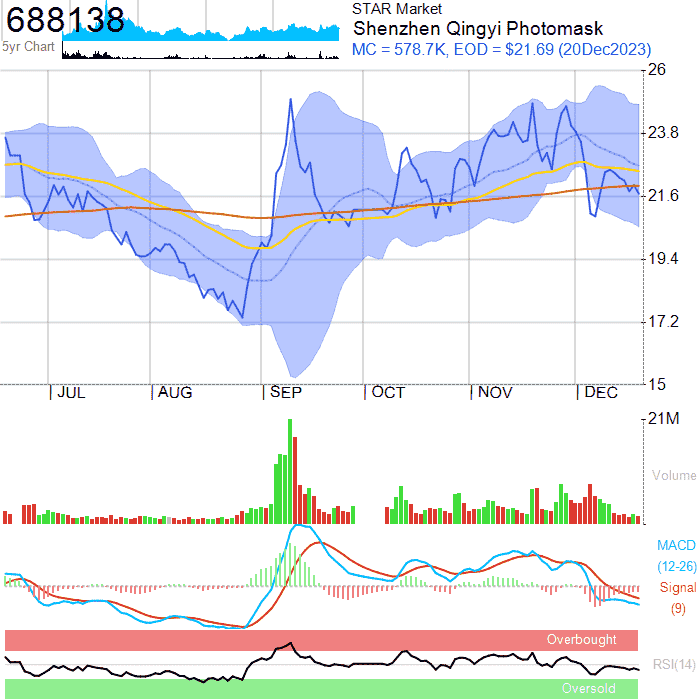 688138
STAR Market
Shenzhen Qingyi Photomask
MC = 578.7K, EOD = $21.69 (20Dec2023)
5yr Chart
26
23.8
21.6
19.4
17.2
15
JUL AUG SEP OCT NOV DEC
21M
Volume
MACD
(12-26)
Signal
(9)
Overbought
RSI(14)
Oversold